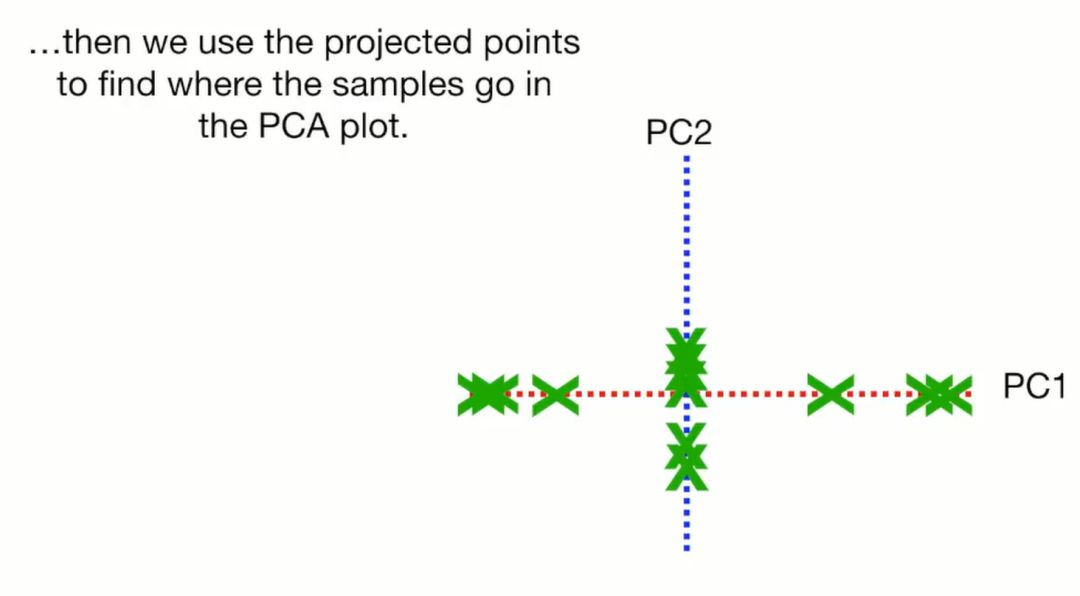 ...then we use the projected points
to find where the samples go in
the PCA plot.
PC2
PC1